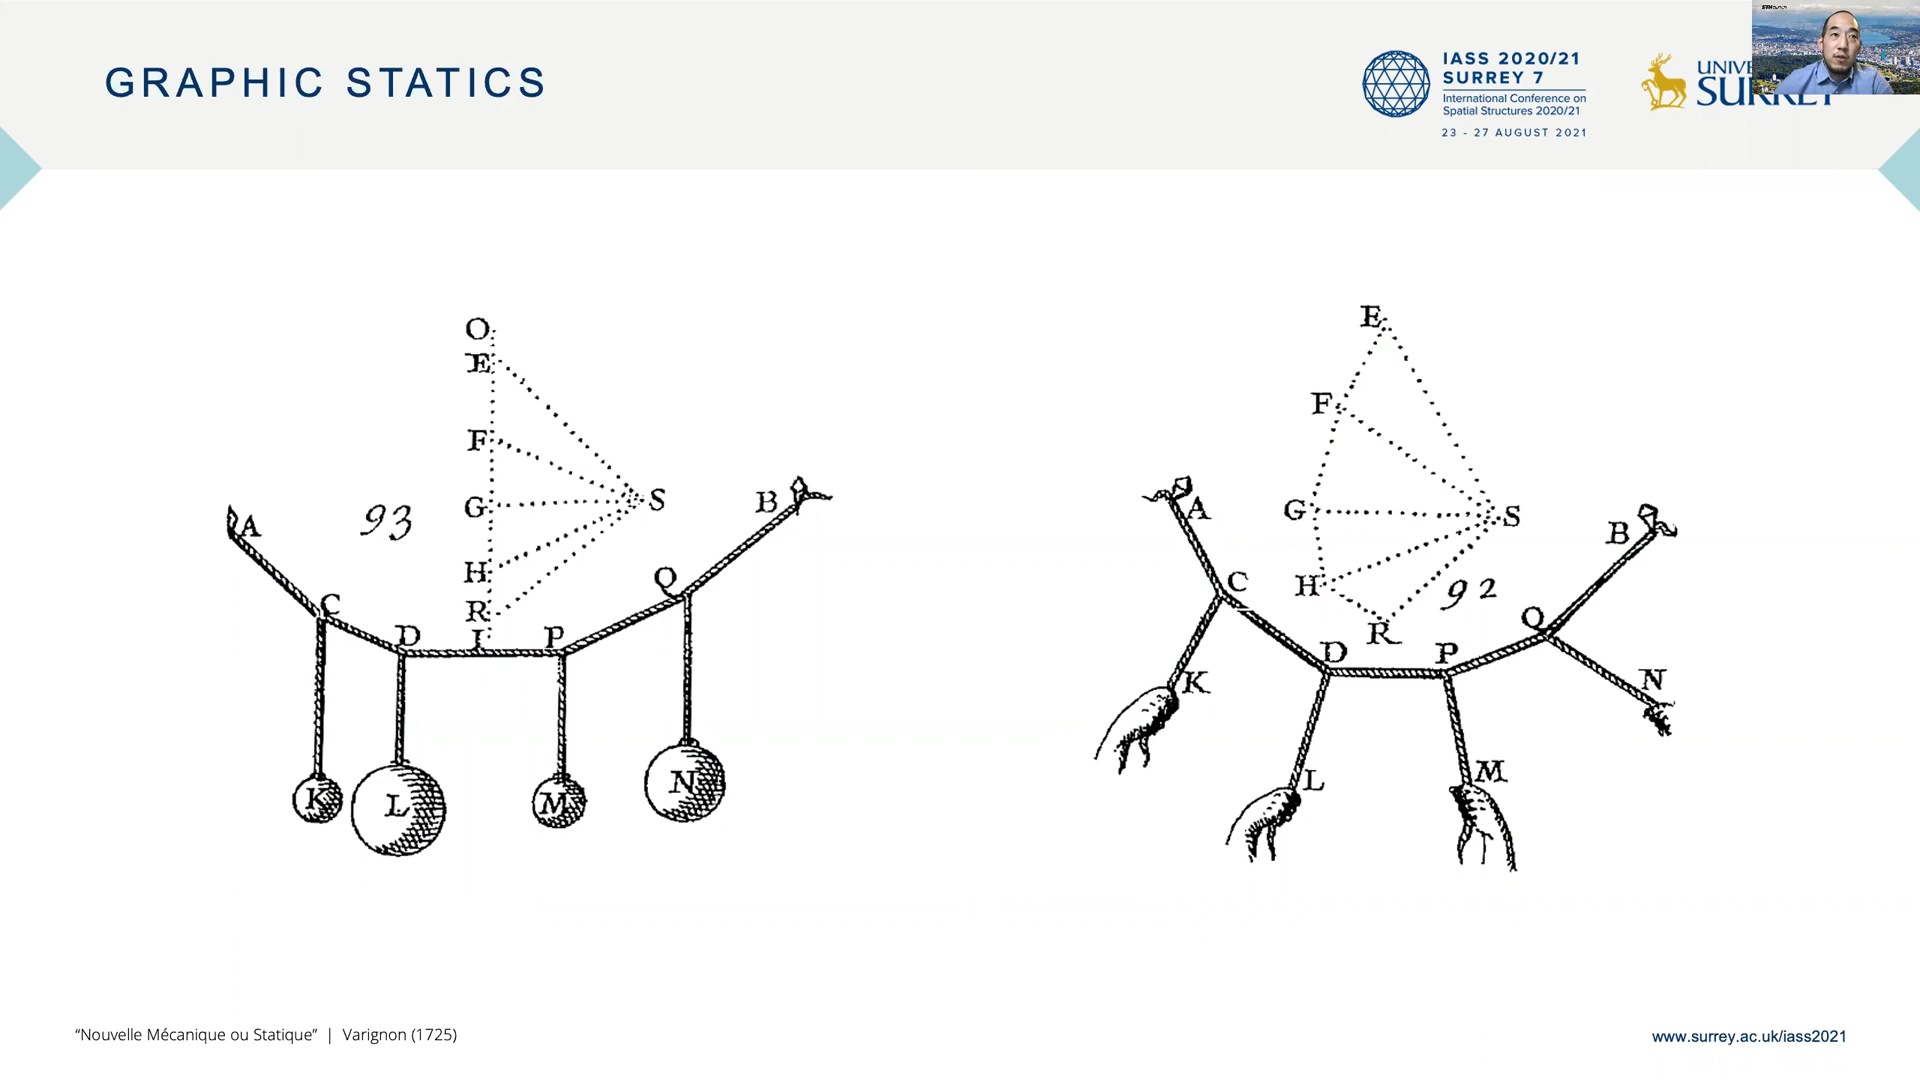 GRAPHIC STATICS
IASS 2020/21
SURREY 7
International Conference on
Spatial Structures 2020/21
23 - 27 AUGUST 2021
SURREY
O
E
F
G
S
H
R
I
A
93
B
C
D
P
Q
K
L
M
N
E
F
G
S
H
R
92
A
B
C
D
P
Q
K
L
M
N
“Nouvelle Mécanique ou Statique” | Varignon (1725)
www.surrey.ac.uk/iass2021